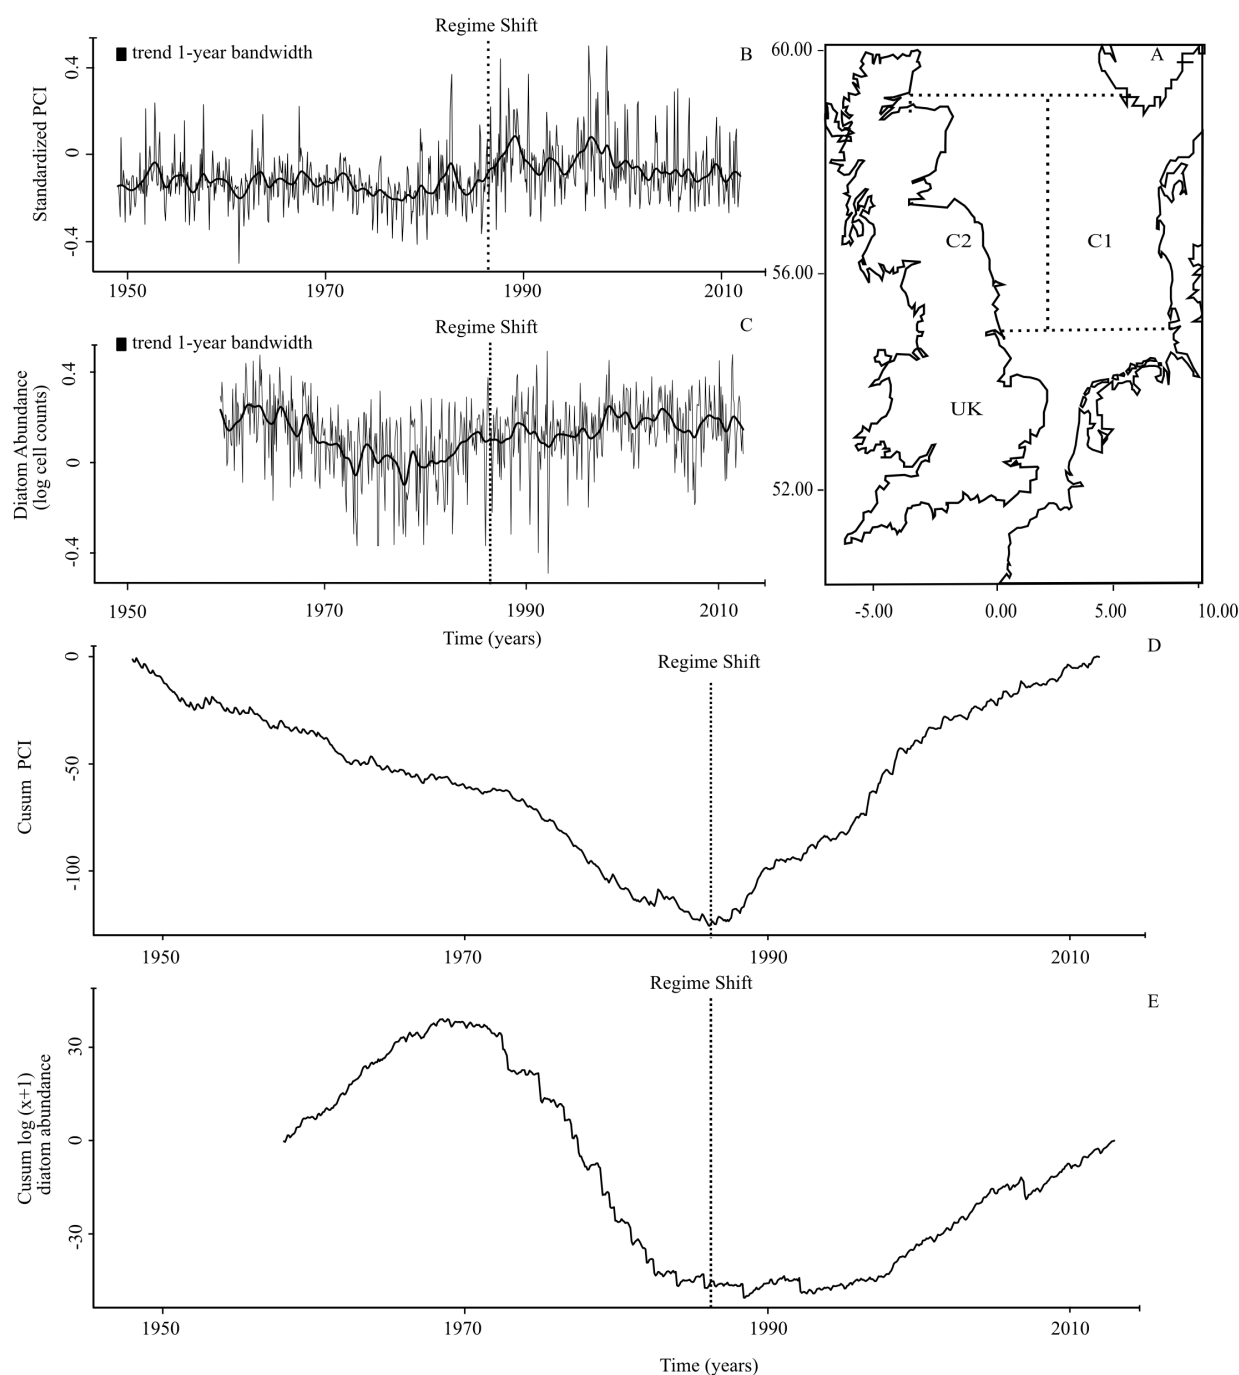 Regime Shift
trend 1-year bandwidth
B
0.4
0
-0.4
Standardized PCI
1950
1970
1990
2010
A
60.00
56.00
52.00
C2
C1
UK
-5.00
0.00
5.00
10.00
Regime Shift
C
trend 1-year bandwidth
0.4
0
-0.4
Diatom Abundance
(log cell counts)
1950
1970
1990
2010
Time (years)
D
Regime Shift
0
-50
-100
Cusum PCI
1950
1970
1990
2010
Regime Shift
E
30
0
-30
Cusum log (x+1)
diatom abundance
1950
1970
1990
2010
Time (years)